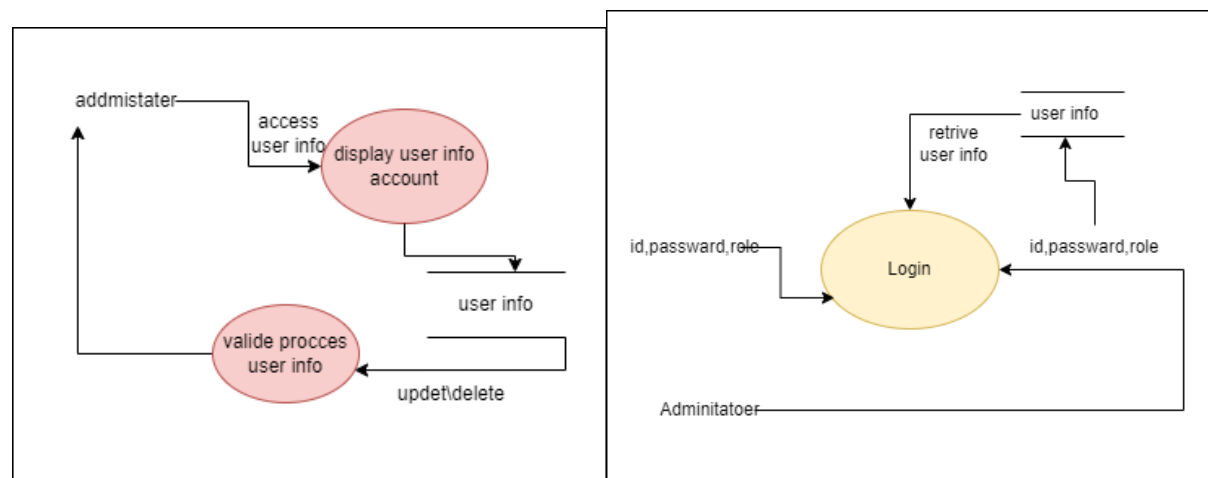 addmistater
access
user info
display user info
account
user info
valide procces
user info
updet\delete
user info
retrive
user info
id,passward,role
id,passward,role
Login
Adminitatoer